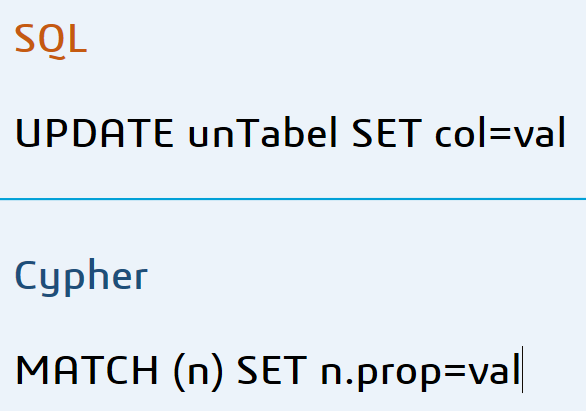 SQL
UPDATE unTabel SET col=val
Cypher
MATCH (n) SET n.prop=val